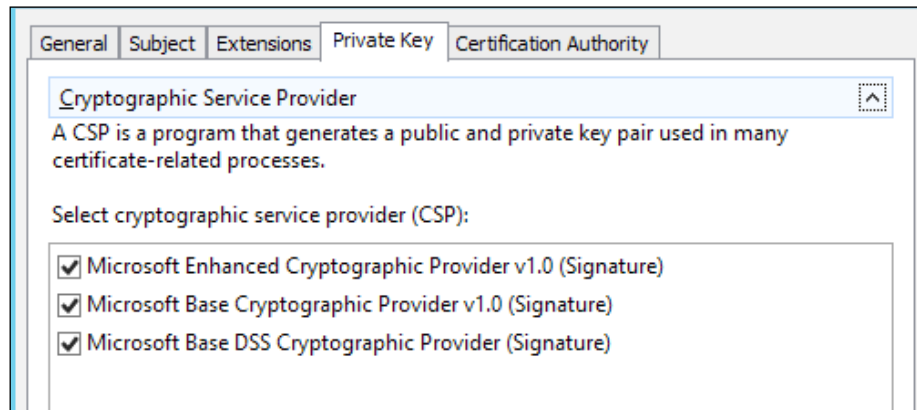 General Subject Extensions Private Key Certification Authority
Cryptographic Service Provider
A CSP is a program that generates a public and private key pair used in many
certificate-related processes.
Select cryptographic service provider (CSP):
Microsoft Enhanced Cryptographic Provider v1.0 (Signature)
Microsoft Base Cryptographic Provider v1.0 (Signature)
Microsoft Base DSS Cryptographic Provider (Signature)